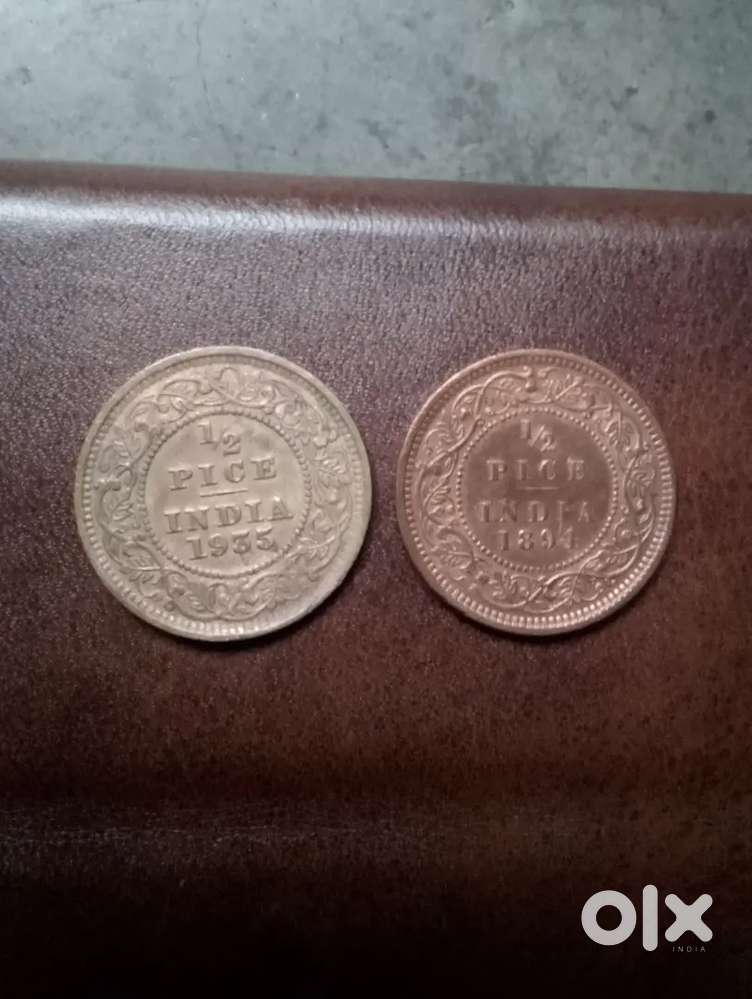 1/2
PICE
INDIA
1935
1/2
PICE
INDIA
1894
olx
INDIA